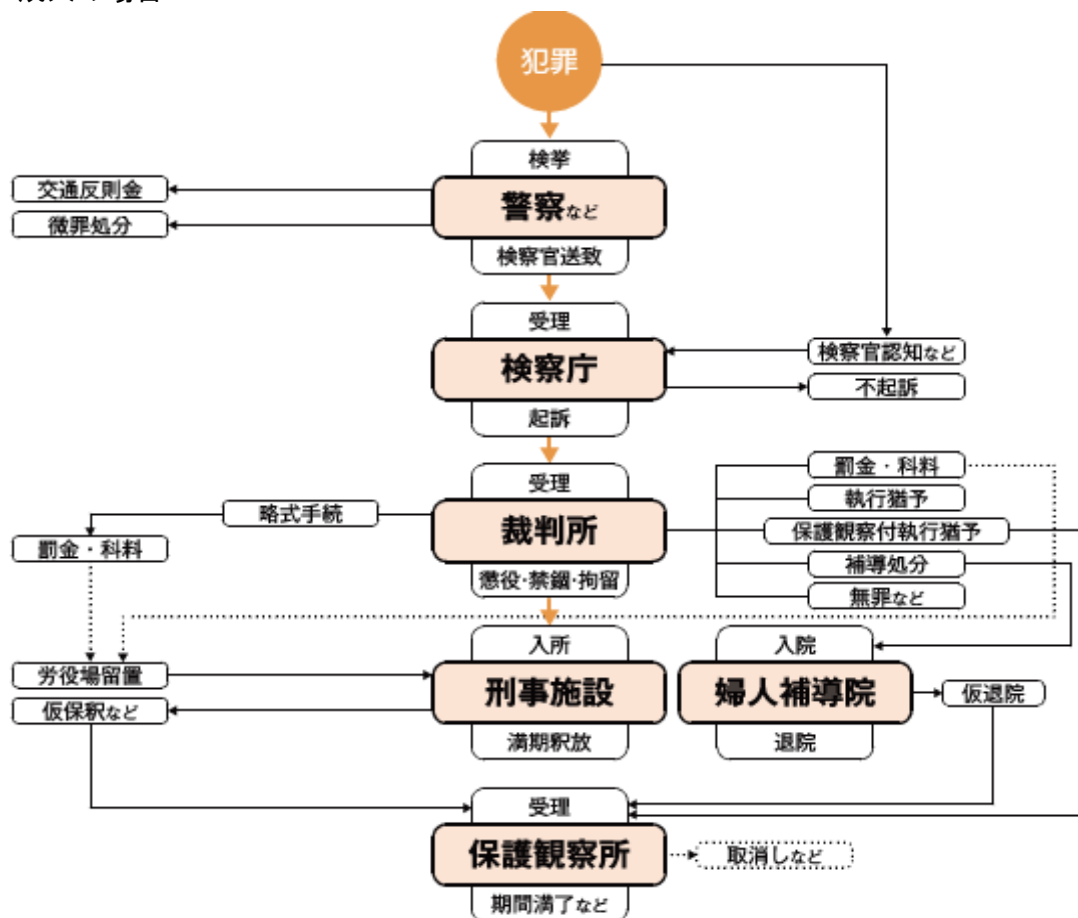 犯罪
検挙
交通反則金
警察など
微罪処分
検察官送致
受理
検察官認知など
検察庁
不起訴
起訴
受理
罰金・科料
執行猶予
略式手続
裁判所
保護観察付執行猶予
罰金・科料
補導処分
懲役・禁錮・拘留
無罪など
入所
入院
労役場留置
刑事施設
婦人補導院
仮退院
仮保釈など
満期釈放
退院
受理
保護観察所
取消しなど
期間満了など